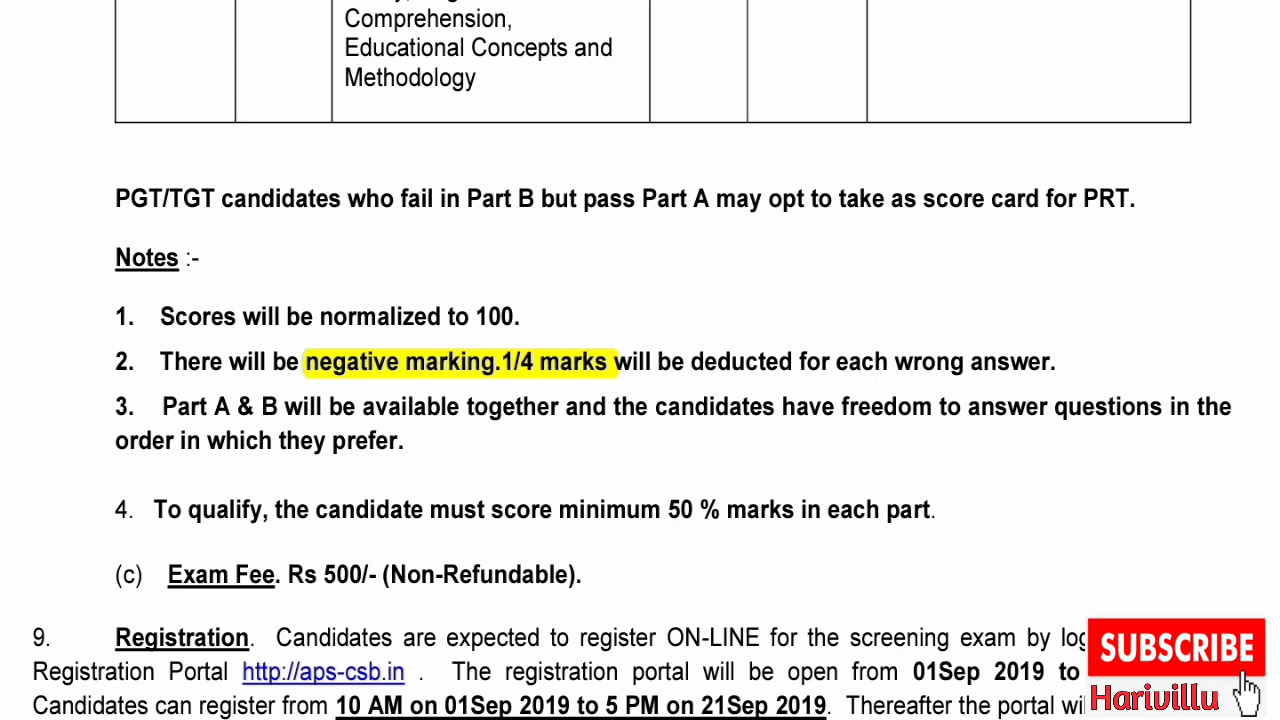 Comprehension,
Educational Concepts and
Methodology
PGT/TGT candidates who fail in Part B but pass Part A may opt to take as score card for PRT.
Notes :-
1. Scores will be normalized to 100.
2. There will be negative marking.1/4 marks will be deducted for each wrong answer.
3. Part A & B will be available together and the candidates have freedom to answer questions in the
order in which they prefer.
4. To qualify, the candidate must score minimum 50 % marks in each part.
(c) Exam Fee. Rs 500/- (Non-Refundable).
9. Registration. Candidates are expected to register ON-LINE for the screening exam by
Registration Portal http://aps-csb.in . The registration portal will be open from 01Sep 2019 to
Candidates can register from 10 AM on 01Sep 2019 to 5 PM on 21Sep 2019. Thereafter the portal
SUBSCRIBE
Harivillu